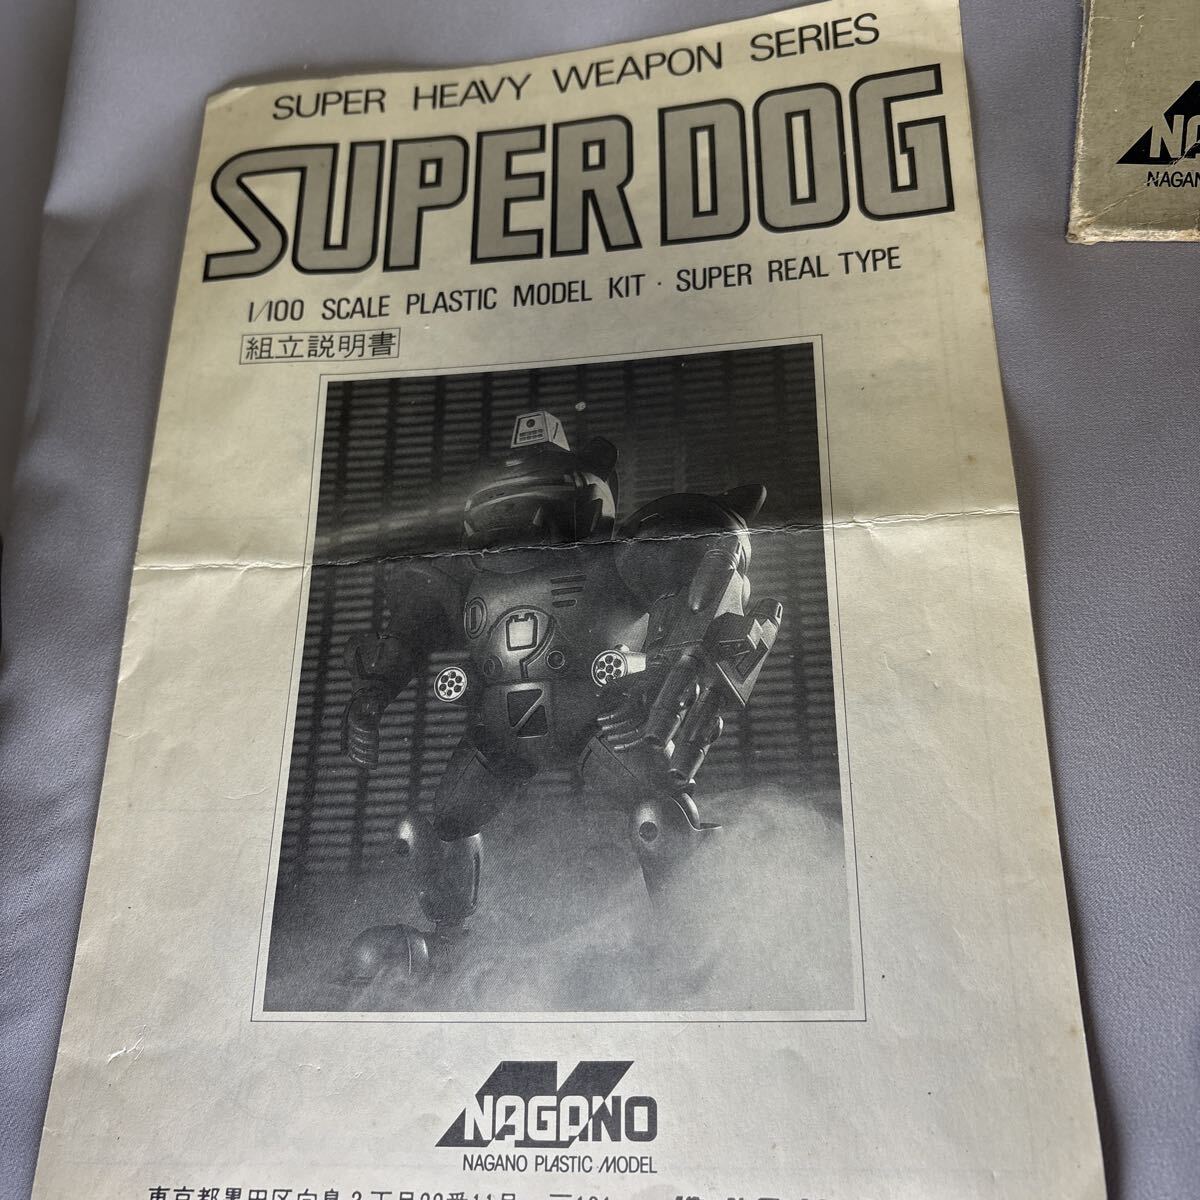 SUPER HEAVY WEAPON SERIES
SUPER DOG
1/100 SCALE PLASTIC MODEL KIT · SUPER REAL TYPE
組立説明書
NAGANO
NAGANO PLASTIC MODEL